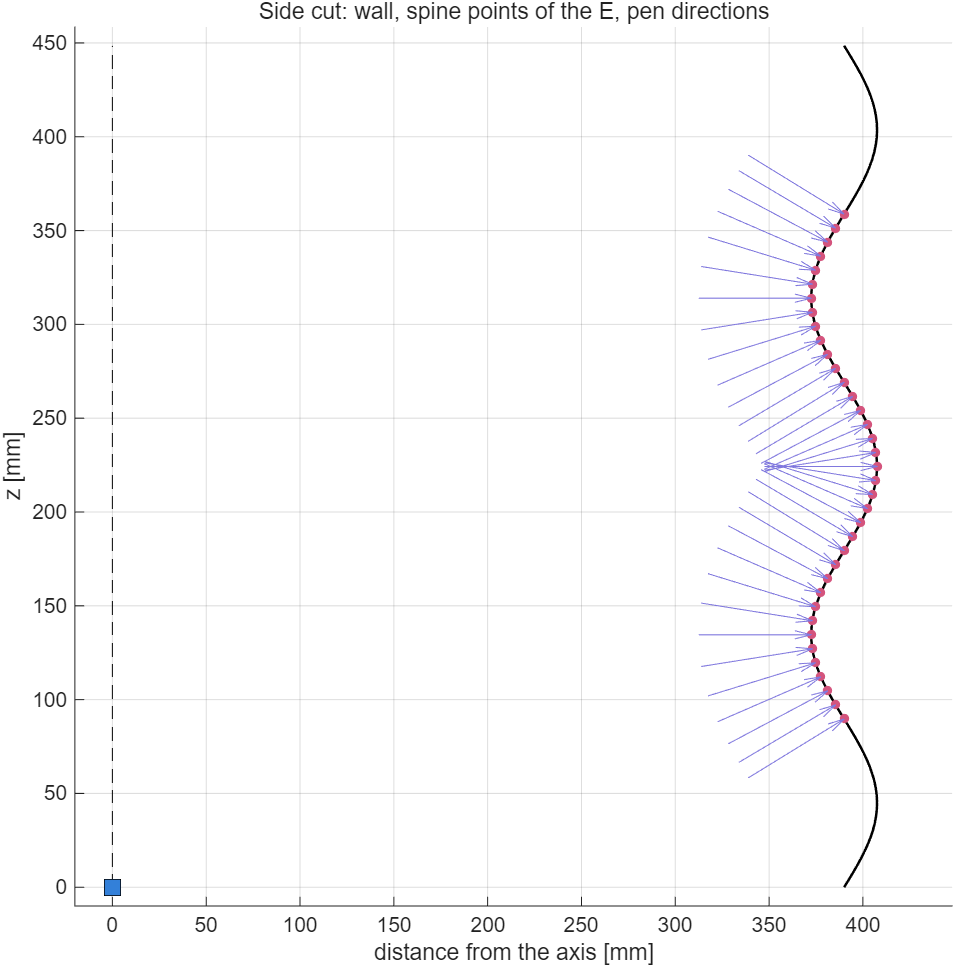 Side cut: wall, spine points of the E, pen directions
450
400
350
300
250
200
150
100
50
0
z [mm]
0 50 100 150 200 250 300 350 400
distance from the axis [mm]